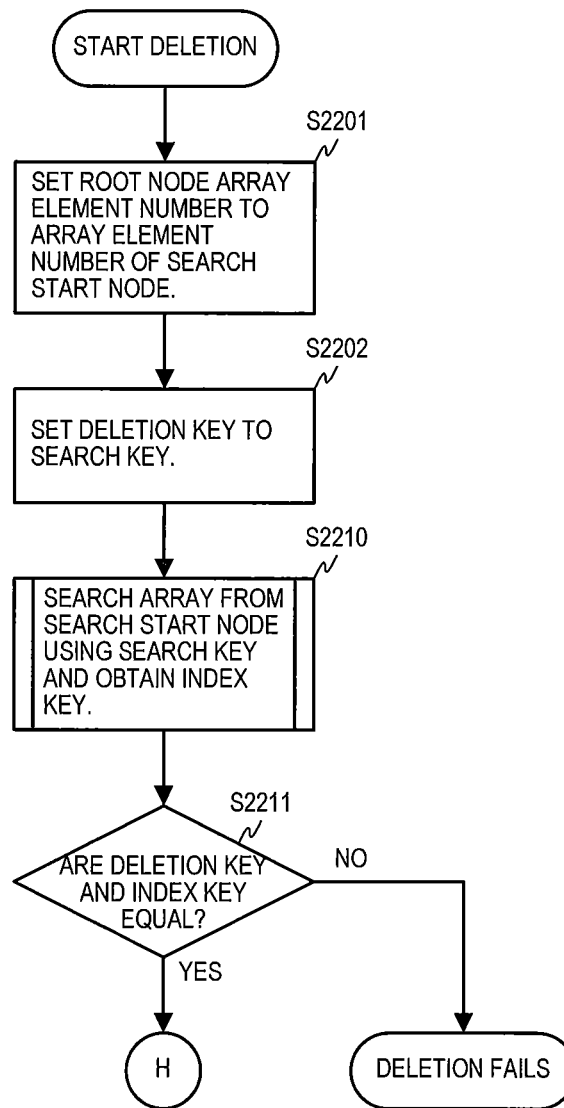 START DELETION
S2201
SET ROOT NODE ARRAY
ELEMENT NUMBER TO
ARRAY ELEMENT
NUMBER OF SEARCH
START NODE.
S2202
SET DELETION KEY TO
SEARCH KEY.
S2210
SEARCH ARRAY FROM
SEARCH START NODE
USING SEARCH KEY
AND OBTAIN INDEX
KEY.
S2211
ARE DELETION KEY
AND INDEX KEY
EQUAL?
NO
YES
H
DELETION FAILS